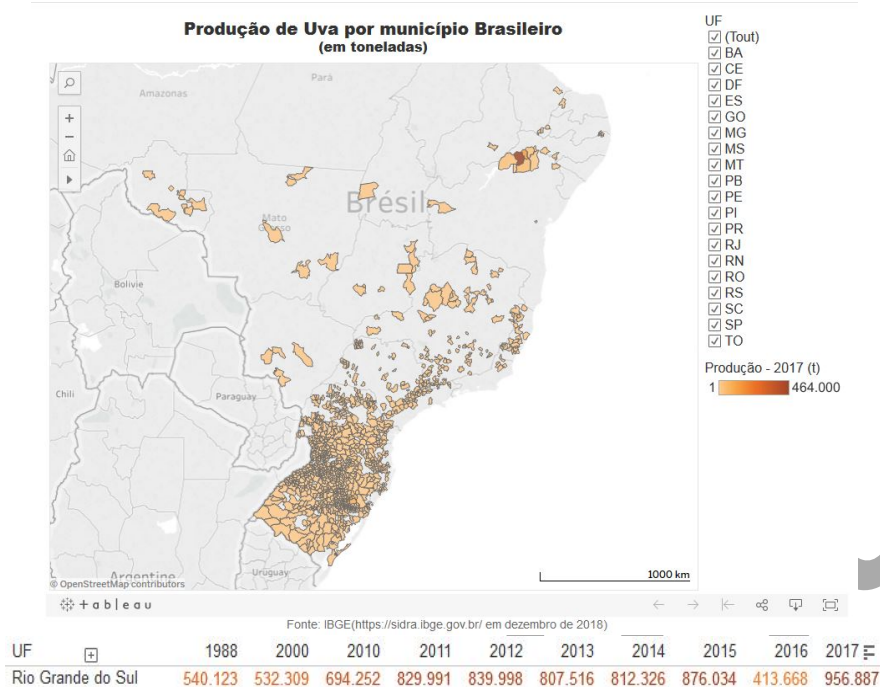 Produção de Uva por município Brasileiro
(em toneladas)
UF
(Tout)
BA
CE
DF
ES
GO
MG
MS
MT
PB
PE
PI
PR
RJ
RN
RO
RS
SC
SP
TO
Produção - 2017 (t)
1 464.000
Amazonas
Pará
Brésil
Mato
Grosso
Bolivie
Chili
Paraguay
Argentine
Uruguay
1000 km
© OpenStreetMap contributors
+ableau
Fonte: IBGE(https://sidra.ibge.gov.br/ em dezembro de 2018)
UF 1988 2000 2010 2011 2012 2013 2014 2015 2016 2017
Rio Grande do Sul 540.123 532.309 694.252 829.991 839.998 807.516 812.326 876.034 413.668 956.887